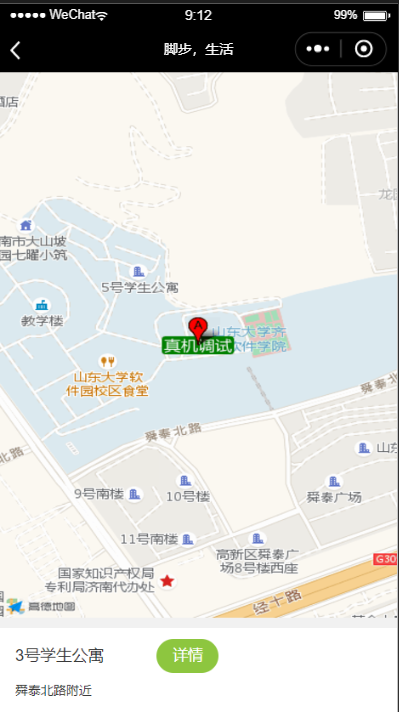 WeChat
9:12
99%
脚步，生活
酒店
龙
南市大山坡
园七曜小筑
5号学生公寓
教学楼
A
山东大学齐
软件学院
真机调试
山东大学软
件园校区食堂
舜泰北路
舜泰北
北路
山东
9号南楼
10号楼
舜泰广场
11号南楼
高新区舜泰广
场8号楼西座
G30
国家知识产权局
专利局济南代办处
高德地图
经十路
3号学生公寓
详情
舜泰北路附近